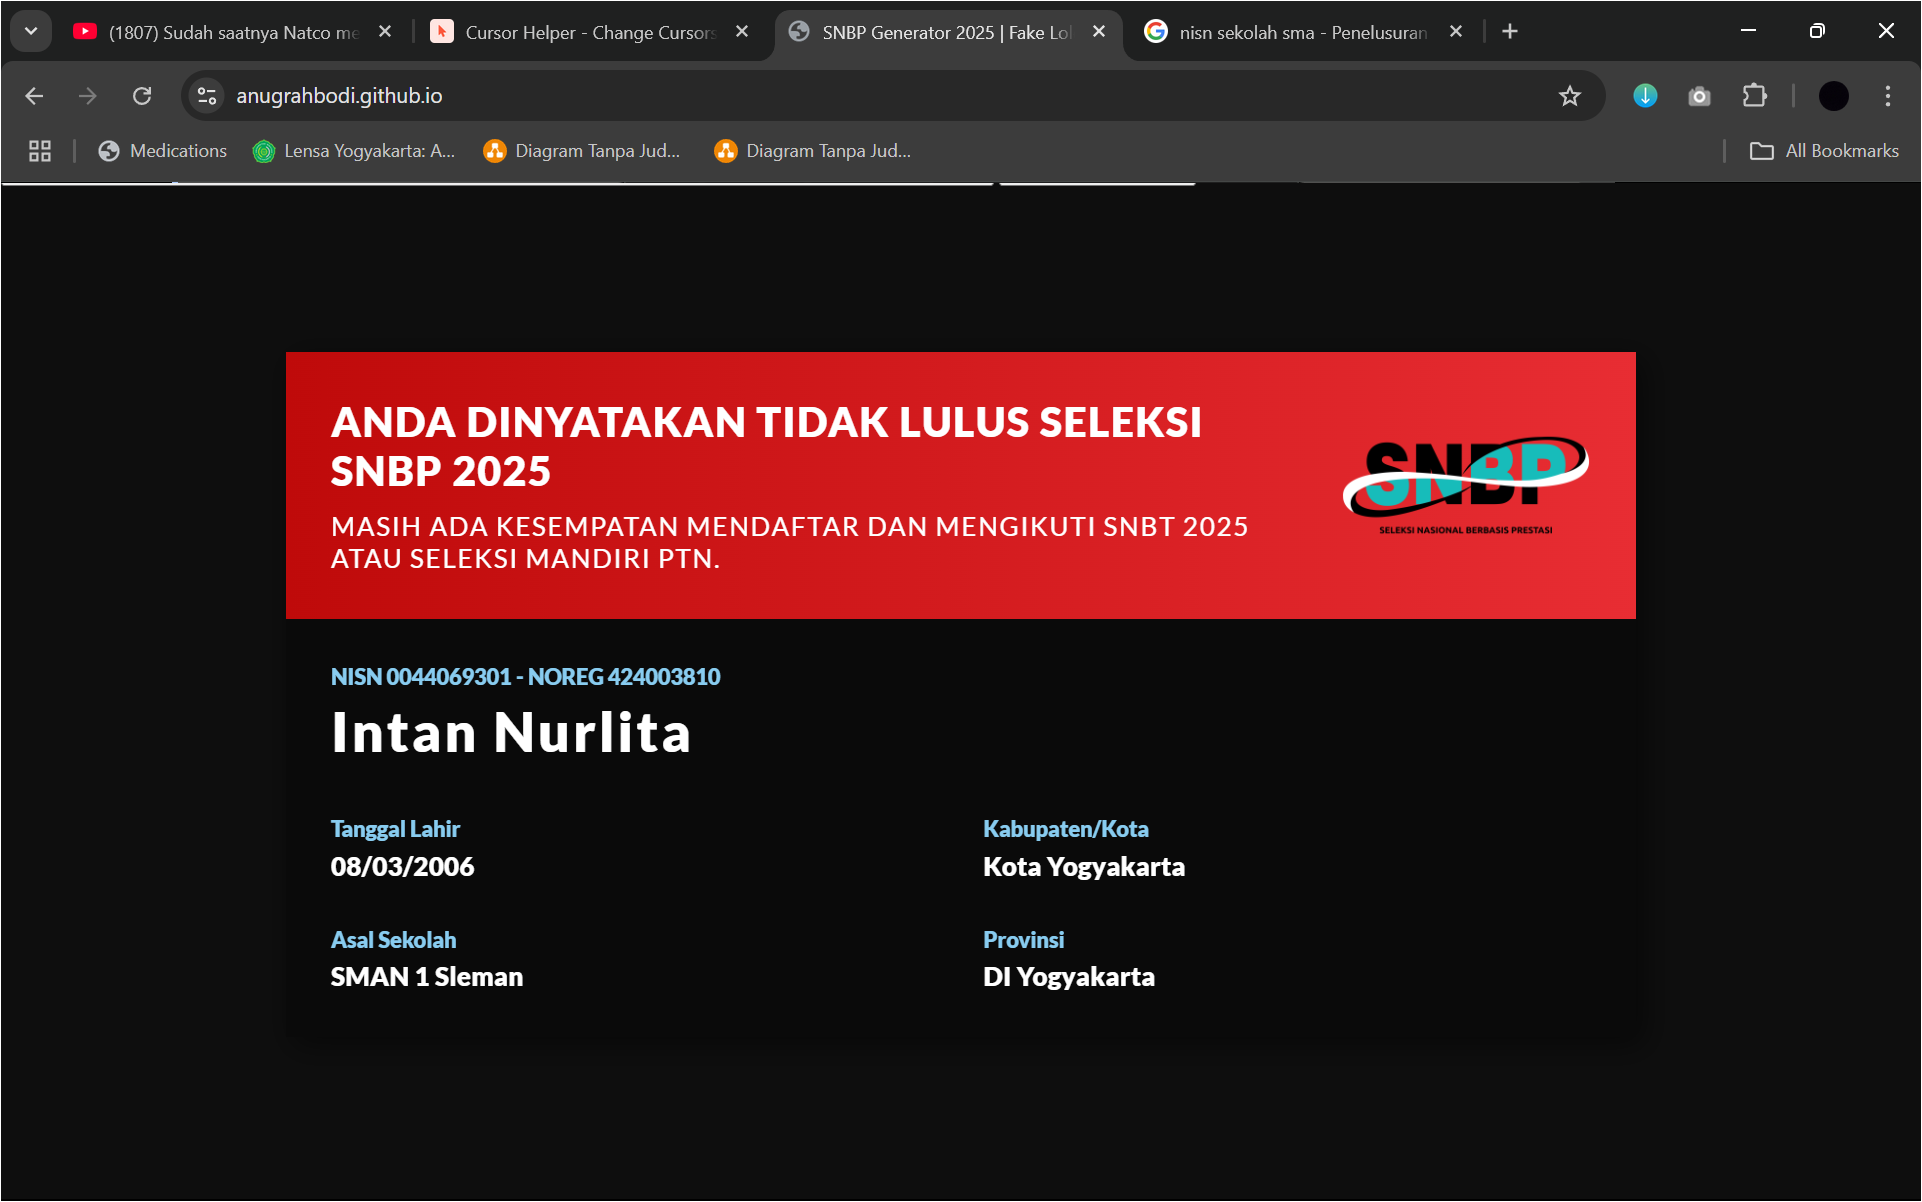 (1807) Sudah saatnya Natco me
Cursor Helper - Change Cursors
SNBP Generator 2025 | Fake Lol
nisn sekolah sma - Penelusuran
anugrahbodi.github.io
Medications
Lensa Yogyakarta: A...
Diagram Tanpa Jud...
Diagram Tanpa Jud...
All Bookmarks
ANDA DINYATAKAN TIDAK LULUS SELEKSI
SNBP 2025
MASIH ADA KESEMPATAN MENDAFTAR DAN MENGIKUTI SNBT 2025
ATAU SELEKSI MANDIRI PTN.
SNBP
SELEKSI NASIONAL BERBASIS PRESTASI
NISN 0044069301 - NOREG 424003810
Intan Nurlita
Tanggal Lahir
08/03/2006
Kabupaten/Kota
Kota Yogyakarta
Asal Sekolah
SMAN 1 Sleman
Provinsi
DI Yogyakarta